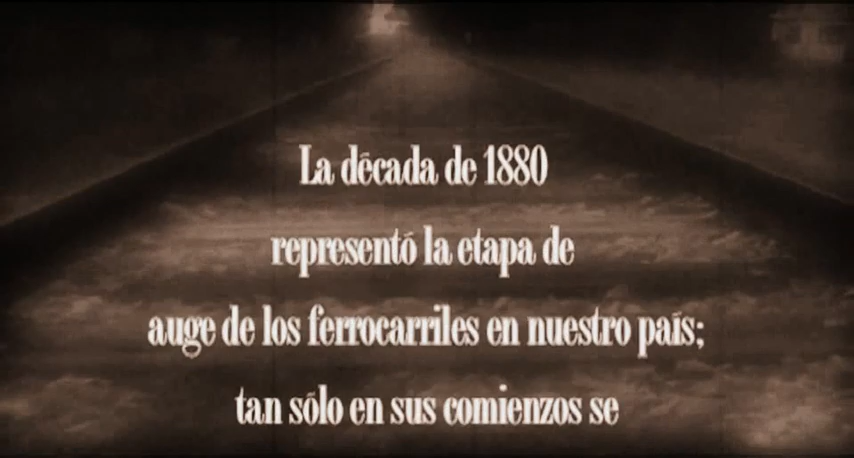 La década de 1880
representó la etapa de
auge de los ferrocarriles en nuestro país;
tan sólo en sus comienzos se